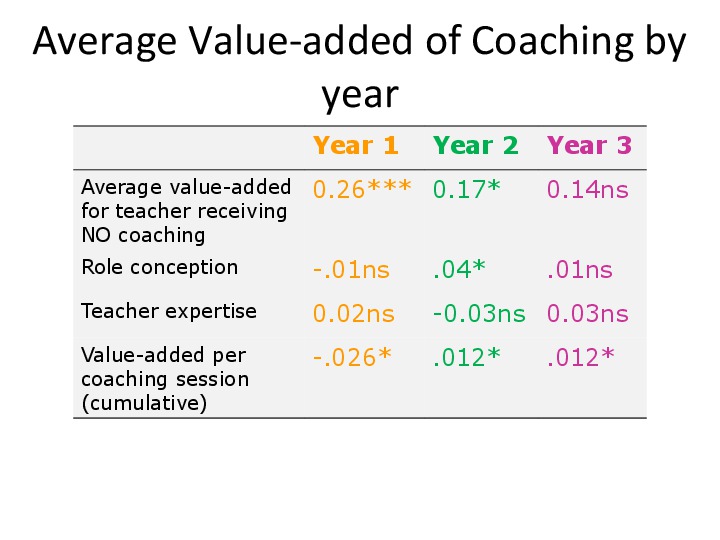 Average Value-added of Coaching by
year
Year 1 Year 2 Year 3
Average value-added
for teacher receiving
NO coaching
0.26*** 0.17* 0.14ns
Role conception -.01ns .04* .01ns
Teacher expertise 0.02ns -0.03ns 0.03ns
Value-added per
coaching session
(cumulative)
-.026* .012* .012*